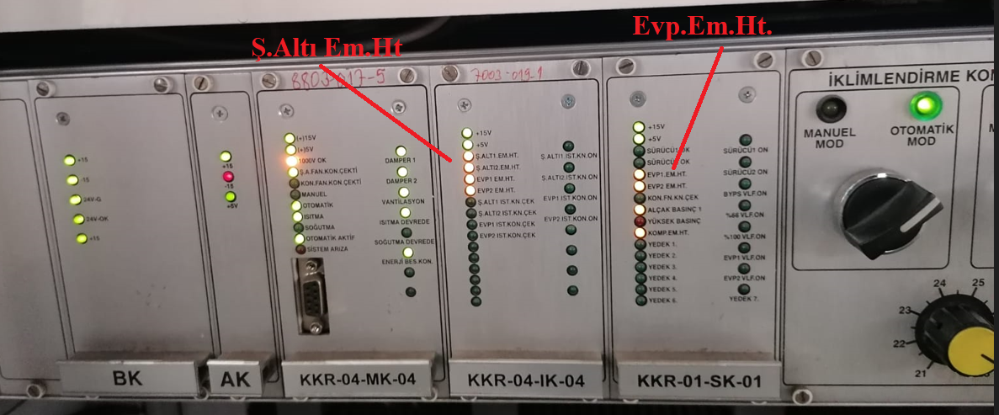 Ş.Altı Em.Ht
Evp.Em.Ht.
+15
-15
24V-G
24V-OK
+15
BK
+15
-15
+5V
AK
8803-017-5
(+)15V
(+)5V
1000V OK
Ş.A.FAN.KON.ÇEKTİ
KON.FAN.KON.ÇEKTİ
MANUEL
OTOMATİK
ISITMA
SOĞUTMA
OTOMATİK AKTİF
SİSTEM ARIZA
DAMPER 1
DAMPER 2
VANTİLASYON
ISITMA DEVREDE
SOĞUTMA DEVREDE
ENERJİ BES.KON.
KKR-04-MK-04
7003-019-1
+15V
+5V
Ş.ALTI1.EM.HT.
Ş.ALTI2.EM.HT.
EVP1 EM.HT.
EVP2 EM.HT.
Ş.ALTI1 IST.KON.ÇEK
Ş.ALTI2 IST.KON.ÇEK
EVP1 IST.KON.ÇEK
EVP2 IST.KON.ÇEK
Ş.ALTI1.IST.KN.ON
Ş.ALTI2.IST.KN.ON
EVP1 IST.KN.ON
EVP2.IST.KN.ON
KKR-04-IK-04
+15V
+5V
SÜRÜCÜ1 OK
SÜRÜCÜ2 OK
EVP1.EM.HT.
EVP2 EM.HT.
KON.FN.KN.ÇEK
ALÇAK BASINÇ 1
YÜKSEK BASINÇ
KOMP.EM.HT.
YEDEK 1.
YEDEK 2.
YEDEK 3.
YEDEK 4.
YEDEK 5.
YEDEK 6.
SÜRÜCÜ1 ON
SÜRÜCÜ2 ON
BYPS VLF.ON
%66 VLF.ON
%100 VLF.ON
EVP1 VLF.ON
EVP2 VLF.ON
YEDEK 7.
KKR-01-SK-01
İKLİMLENDİRME KO
MANUEL
MOD
OTOMATİK
MOD
21
22
23
24
25